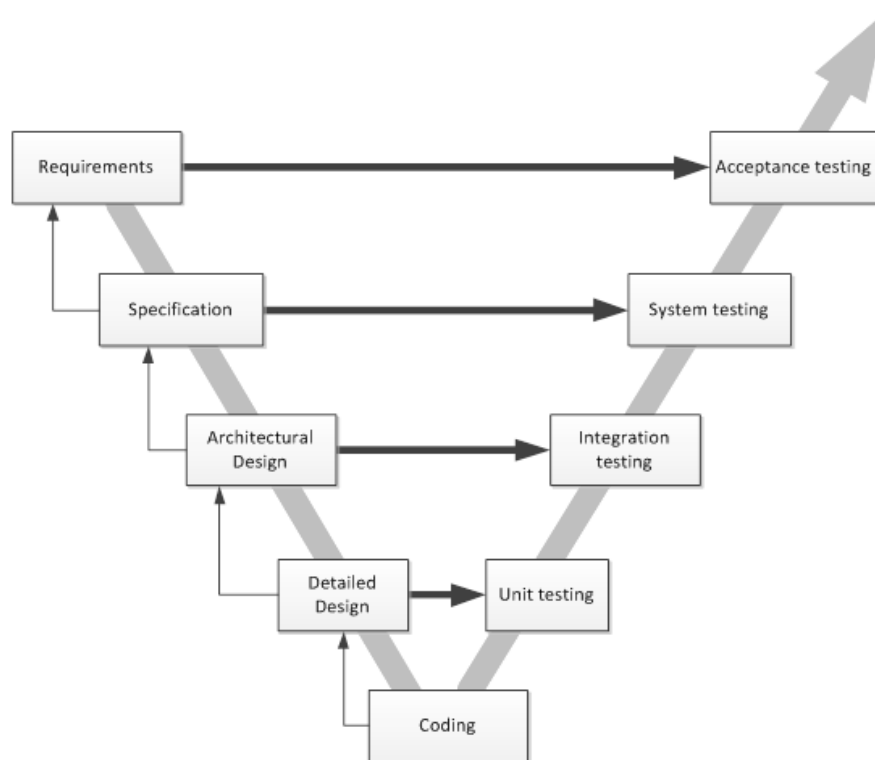 Requirements
Acceptance testing
Specification
System testing
Architectural
Design
Integration
testing
Detailed
Design
Unit testing
Coding